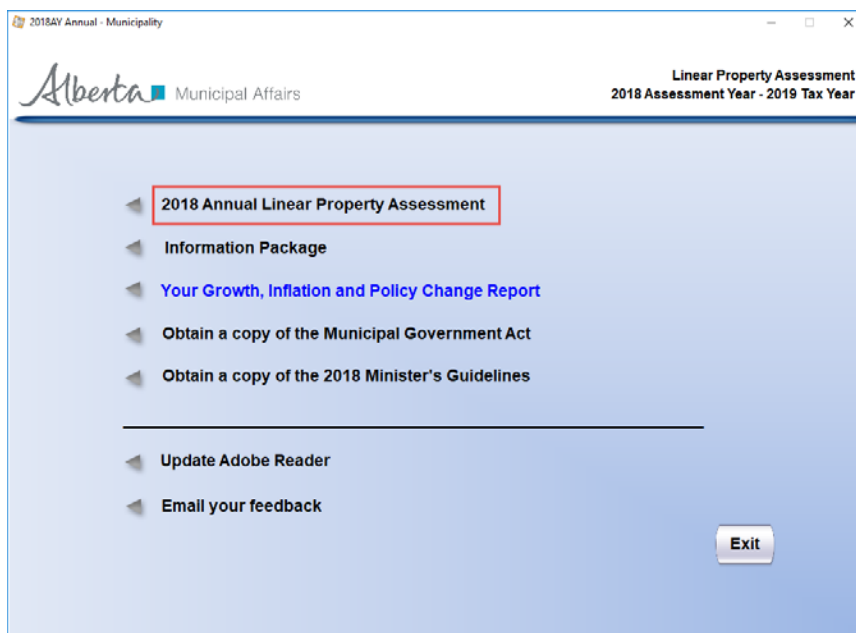 2018AY Annual - Municipality
Alberta Municipal Affairs
Linear Property Assessment
2018 Assessment Year - 2019 Tax Year
2018 Annual Linear Property Assessment
Information Package
Your Growth, Inflation and Policy Change Report
Obtain a copy of the Municipal Government Act
Obtain a copy of the 2018 Minister's Guidelines
Update Adobe Reader
Email your feedback
Exit